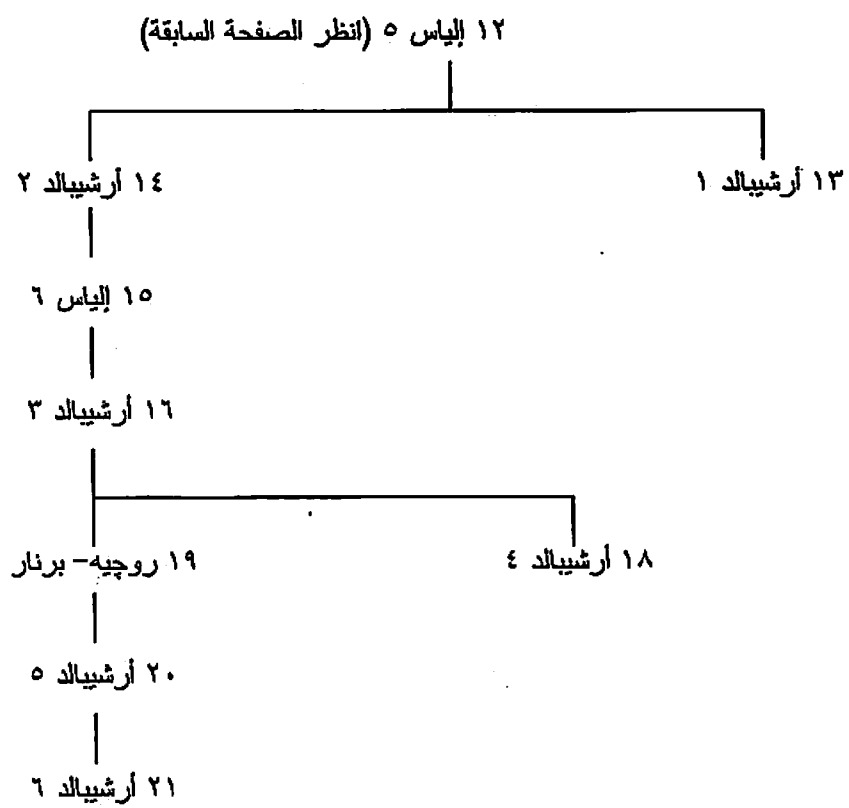 ١٢ إلياس ٥ (انظر الصفحة السابقة)
١٣ أرشيبالد ١
١٤ أرشيبالد ٢
١٥ إلياس ٦
١٦ أرشيبالد ٣
١٨ أرشيبالد ٤
١٩ روجيه- برنار
٢٠ أرشيبالد ٥
٢١ أرشيبالد ٦